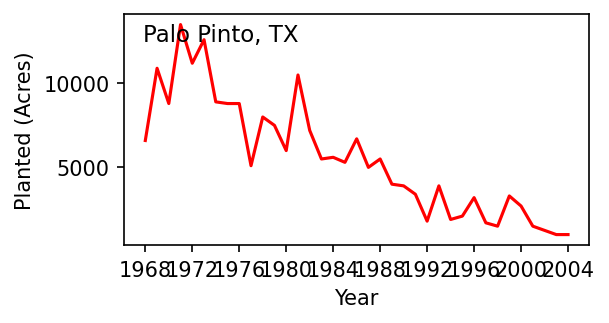 Palo Pinto, TX
Planted (Acres)
10000
5000
1968 1972 1976 1980 1984 1988 1992 1996 2000 2004
Year